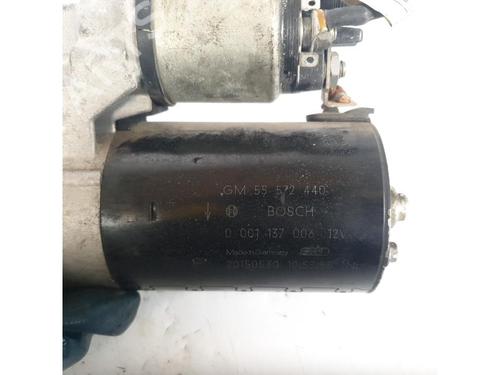 GM 55 572 440
BOSCH
0 001 137 006 12V
Made in Germany